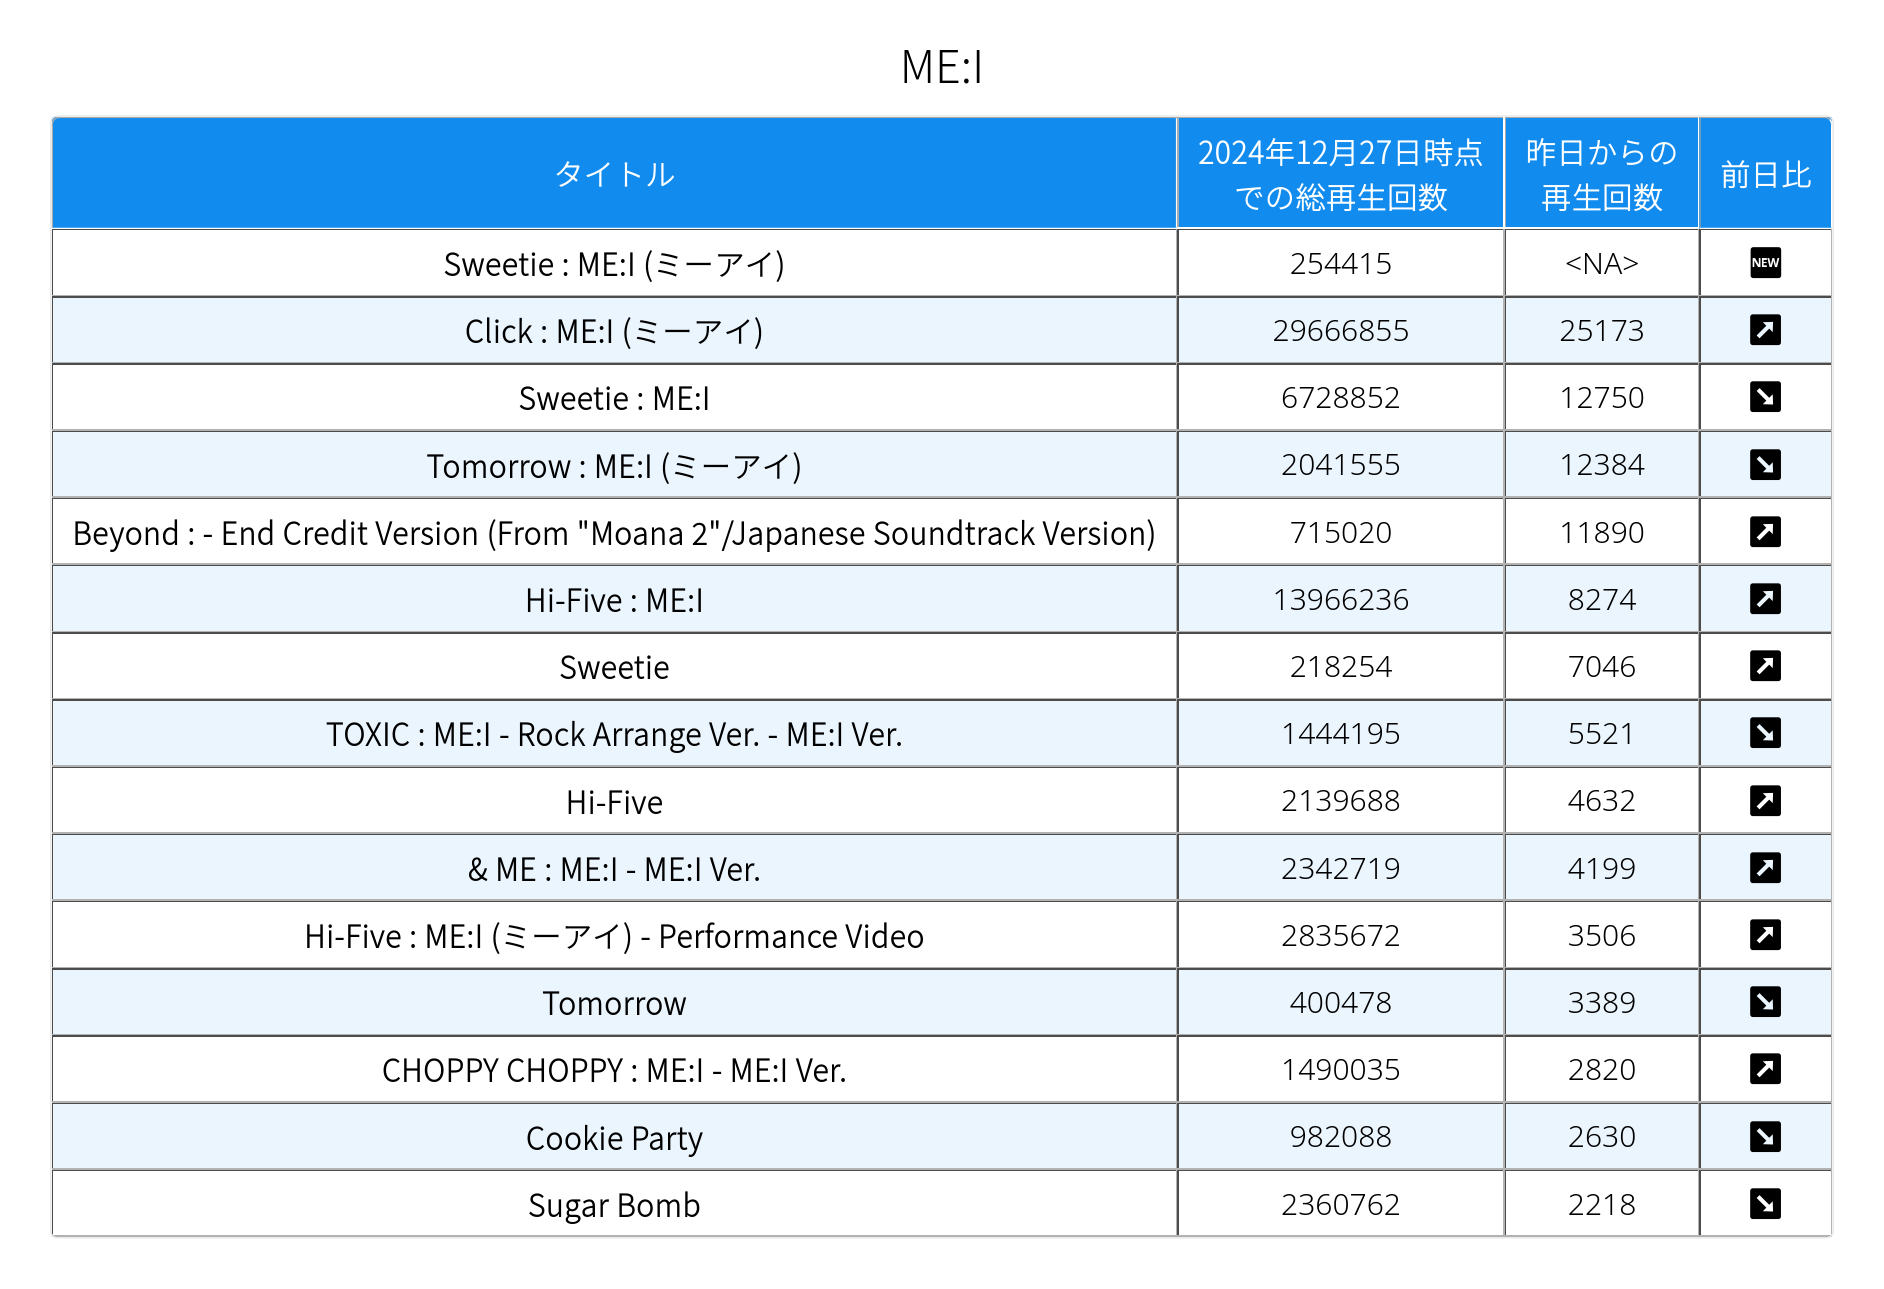 ME:I
タイトル 2024年12月27日時点での総再生回数 昨日からの再生回数 前日比
Sweetie : ME:I (ミーアイ) 254415 <NA> NEW
Click : ME:I (ミーアイ) 29666855 25173
Sweetie : ME:I 6728852 12750
Tomorrow : ME:I (ミーアイ) 2041555 12384
Beyond : - End Credit Version (From "Moana 2"/Japanese Soundtrack Version) 715020 11890
Hi-Five : ME:I 13966236 8274
Sweetie 218254 7046
TOXIC : ME:I - Rock Arrange Ver. - ME:I Ver. 1444195 5521
Hi-Five 2139688 4632
& ME : ME:I - ME:I Ver. 2342719 4199
Hi-Five : ME:I (ミーアイ) - Performance Video 2835672 3506
Tomorrow 400478 3389
CHOPPY CHOPPY : ME:I - ME:I Ver. 1490035 2820
Cookie Party 982088 2630
Sugar Bomb 2360762 2218